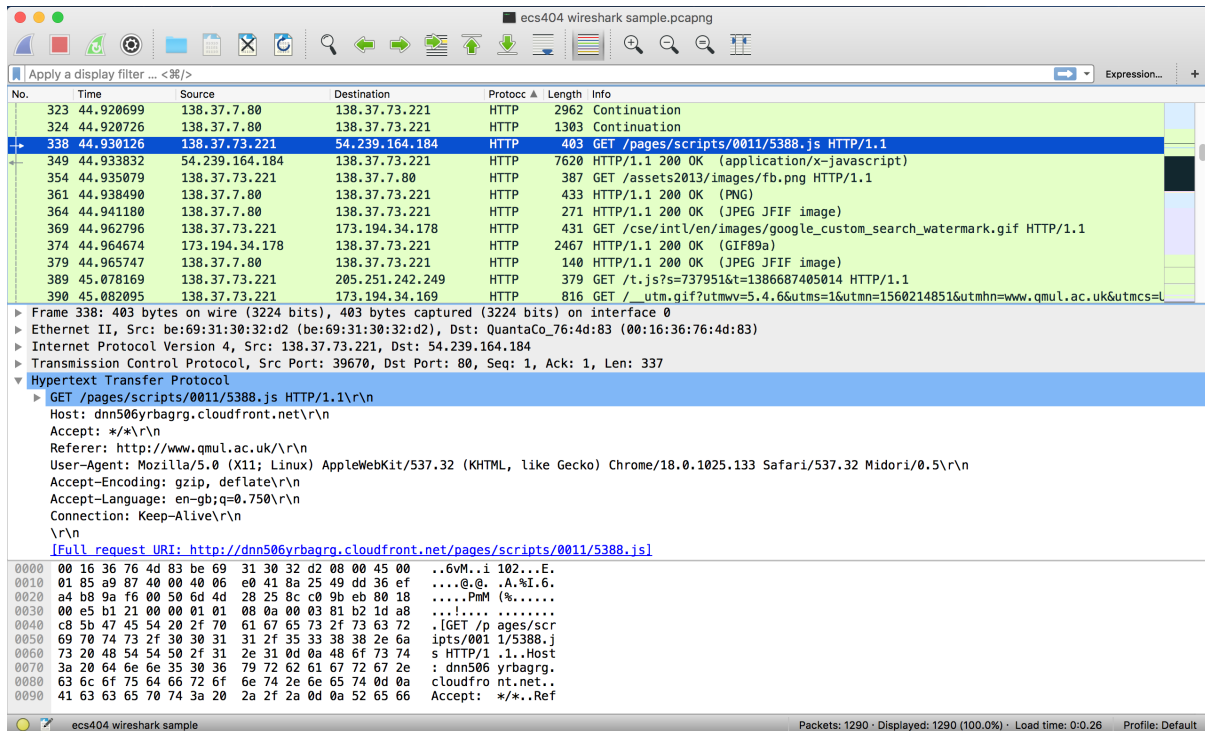 ecs404 wireshark sample.pcapng
Apply a display filter ... <⌘/>
Expression...
+
No. Time Source Destination Protocc ▲ Length Info
323 44.920699 138.37.7.80 138.37.73.221 HTTP 2962 Continuation
324 44.920726 138.37.7.80 138.37.73.221 HTTP 1303 Continuation
338 44.930126 138.37.73.221 54.239.164.184 HTTP 403 GET /pages/scripts/0011/5388.js HTTP/1.1
349 44.933832 54.239.164.184 138.37.73.221 HTTP 7620 HTTP/1.1 200 OK (application/x-javascript)
354 44.935079 138.37.73.221 138.37.7.80 HTTP 387 GET /assets2013/images/fb.png HTTP/1.1
361 44.938490 138.37.7.80 138.37.73.221 HTTP 433 HTTP/1.1 200 OK (PNG)
364 44.941180 138.37.7.80 138.37.73.221 HTTP 271 HTTP/1.1 200 OK (JPEG JFIF image)
369 44.962796 138.37.73.221 173.194.34.178 HTTP 431 GET /cse/intl/en/images/google_custom_search_watermark.gif HTTP/1.1
374 44.964674 173.194.34.178 138.37.73.221 HTTP 2467 HTTP/1.1 200 OK (GIF89a)
379 44.965747 138.37.7.80 138.37.73.221 HTTP 140 HTTP/1.1 200 OK (JPEG JFIF image)
389 45.078169 138.37.73.221 205.251.242.249 HTTP 379 GET /t.js?s=737951&t=1386687405014 HTTP/1.1
390 45.082095 138.37.73.221 173.194.34.169 HTTP 816 GET /__utm.gif?utmwv=5.4.6&utms=1&utmn=1560214851&utmhn=www.qmul.ac.uk&utmcs=U
Frame 338: 403 bytes on wire (3224 bits), 403 bytes captured (3224 bits) on interface 0
Ethernet II, Src: be:69:31:30:32:d2 (be:69:31:30:32:d2), Dst: QuantaCo_76:4d:83 (00:16:36:76:4d:83)
Internet Protocol Version 4, Src: 138.37.73.221, Dst: 54.239.164.184
Transmission Control Protocol, Src Port: 39670, Dst Port: 80, Seq: 1, Ack: 1, Len: 337
Hypertext Transfer Protocol
GET /pages/scripts/0011/5388.js HTTP/1.1\r\n
Host: dnn506yrbagrg.cloudfront.net\r\n
Accept: */*\r\n
Referer: http://www.qmul.ac.uk/\r\n
User-Agent: Mozilla/5.0 (X11; Linux) AppleWebKit/537.32 (KHTML, like Gecko) Chrome/18.0.1025.133 Safari/537.32 Midori/0.5\r\n
Accept-Encoding: gzip, deflate\r\n
Accept-Language: en-gb;q=0.750\r\n
Connection: Keep-Alive\r\n
\r\n
[Full request URI: http://dnn506yrbagrg.cloudfront.net/pages/scripts/0011/5388.js]
0000 00 16 36 76 4d 83 be 69 31 30 32 d2 08 00 45 00 ..6vM..i 102...E.
0010 01 85 a9 87 40 00 40 06 e0 41 8a 25 49 dd 36 ef ....@.@. .A.%I.6.
0020 a4 b8 9a f6 00 50 6d 4d 28 25 8c c0 9b eb 80 18 .....PmM (%......
0030 00 e5 b1 21 00 00 01 01 08 0a 00 03 81 b2 1d a8 ...!.... ........
0040 c8 5b 47 45 54 20 2f 70 61 67 65 73 2f 73 63 72 .[GET /p ages/scr
0050 69 70 74 73 2f 30 30 31 31 2f 35 33 38 38 2e 6a ipts/001 1/5388.j
0060 73 20 48 54 54 50 2f 31 2e 31 0d 0a 48 6f 73 74 s HTTP/1 .1..Host
0070 3a 20 64 6e 6e 35 30 36 79 72 62 61 67 72 67 2e : dnn506 yrbagrg.
0080 63 6c 6f 75 64 66 72 6f 6e 74 2e 6e 65 74 0d 0a cloudfro nt.net..
0090 41 63 63 65 70 74 3a 20 2a 2f 2a 0d 0a 52 65 66 Accept: */*..Ref
ecs404 wireshark sample
Packets: 1290 · Displayed: 1290 (100.0%) · Load time: 0:0.26 Profile: Default